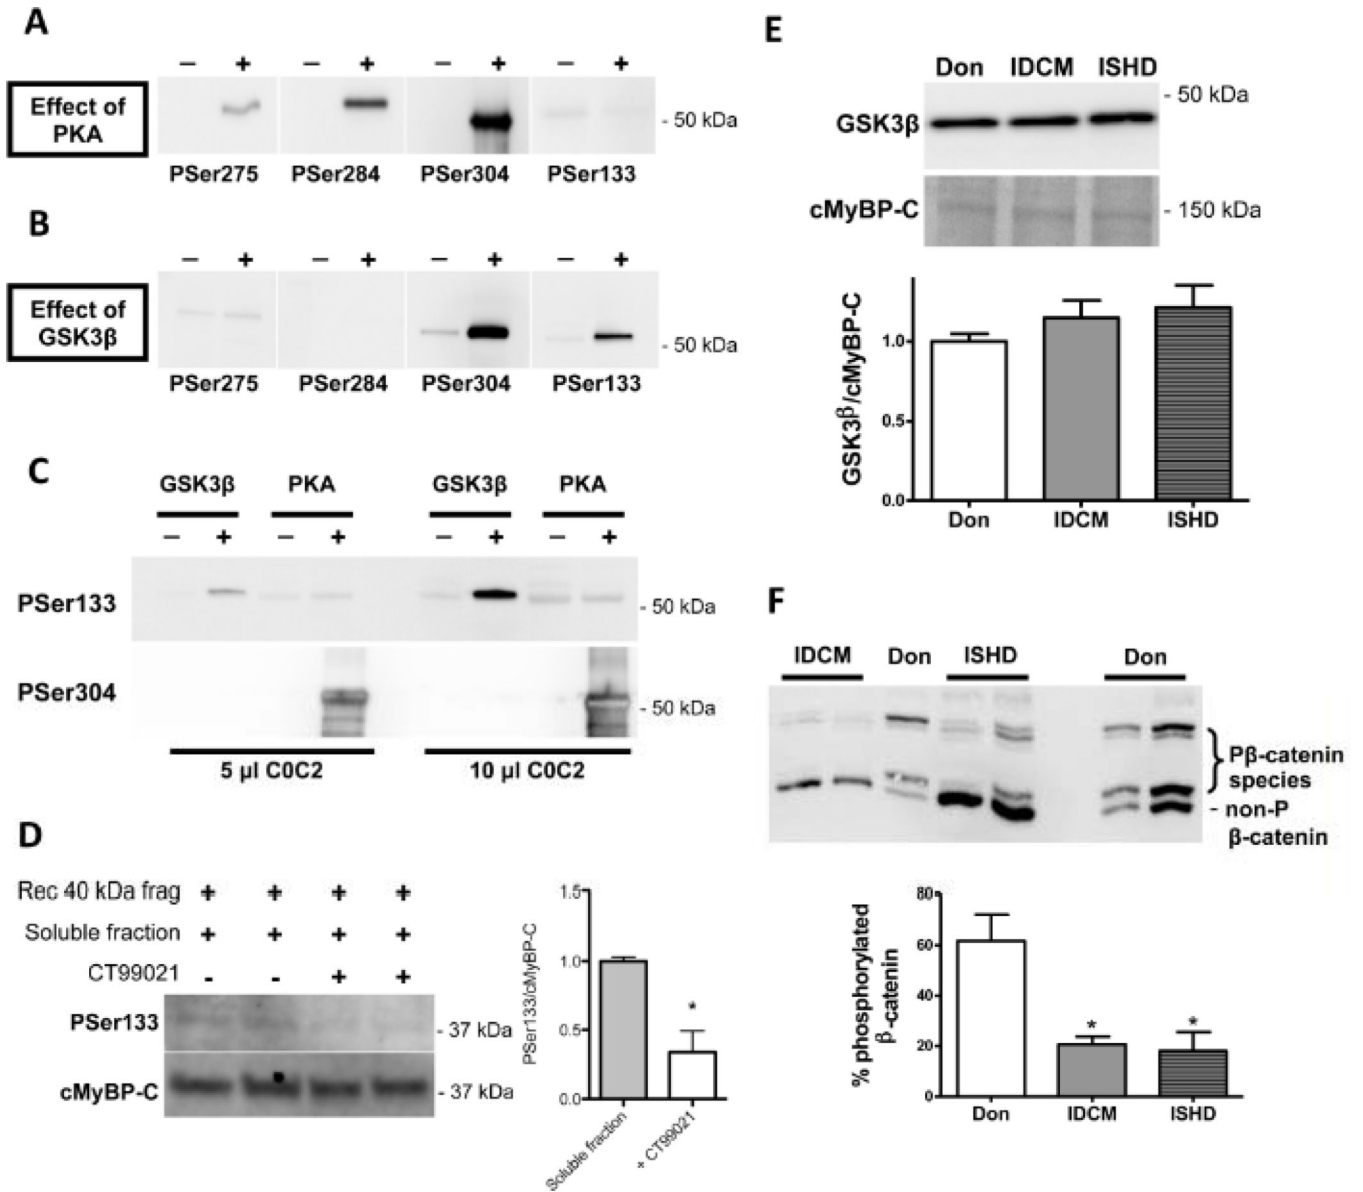 A
– + – + – + – +
Effect of
PKA
- 50 kDa
PSer275 PSer284 PSer304 PSer133
B
– + – + – + – +
Effect of
GSK3β
- 50 kDa
PSer275 PSer284 PSer304 PSer133
C
GSK3β PKA GSK3β PKA
– + – + – + – +
PSer133
- 50 kDa
PSer304
- 50 kDa
5 µl C0C2 10 µl C0C2
D
Rec 40 kDa frag + + + +
Soluble fraction + + + +
CT99021 - - + +
PSer133
- 37 kDa
cMyBP-C
- 37 kDa
PSer133/cMyBP-C
1.5
1.0
0.5
0.0
*
Soluble fraction
+ CT99021
E
Don IDCM ISHD
- 50 kDa
GSK3β
cMyBP-C
- 150 kDa
GSK3β/cMyBP-C
1.0
0.5
0.0
Don IDCM ISHD
F
IDCM Don ISHD Don
Pβ-catenin
species
- non-P
β-catenin
% phosphorylated
β-catenin
80
60
40
20
0
* *
Don IDCM ISHD